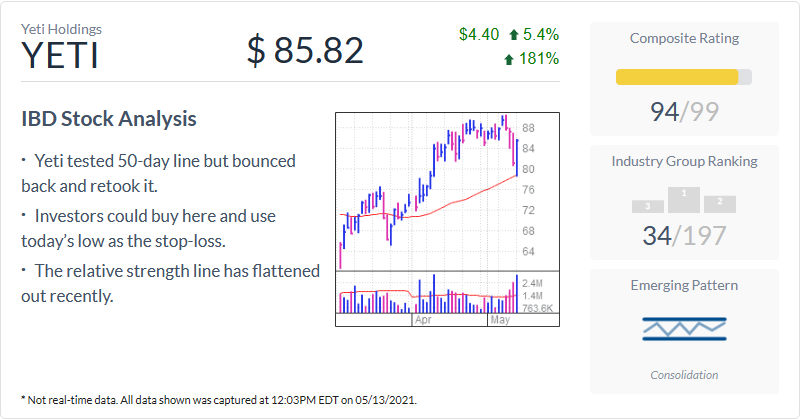 Yeti Holdings
YETI
$ 85.82
$4.40 5.4%
181%
IBD Stock Analysis
• Yeti tested 50-day line but bounced
back and retook it.
• Investors could buy here and use
today's low as the stop-loss.
• The relative strength line has flattened
out recently.
88
84
80
76
72
68
64
2.4M
1.4M
763.6K
Apr
May
* Not real-time data. All data shown was captured at 12:03PM EDT on 05/13/2021.
Composite Rating
94/99
Industry Group Ranking
3 1 2
34/197
Emerging Pattern
Consolidation